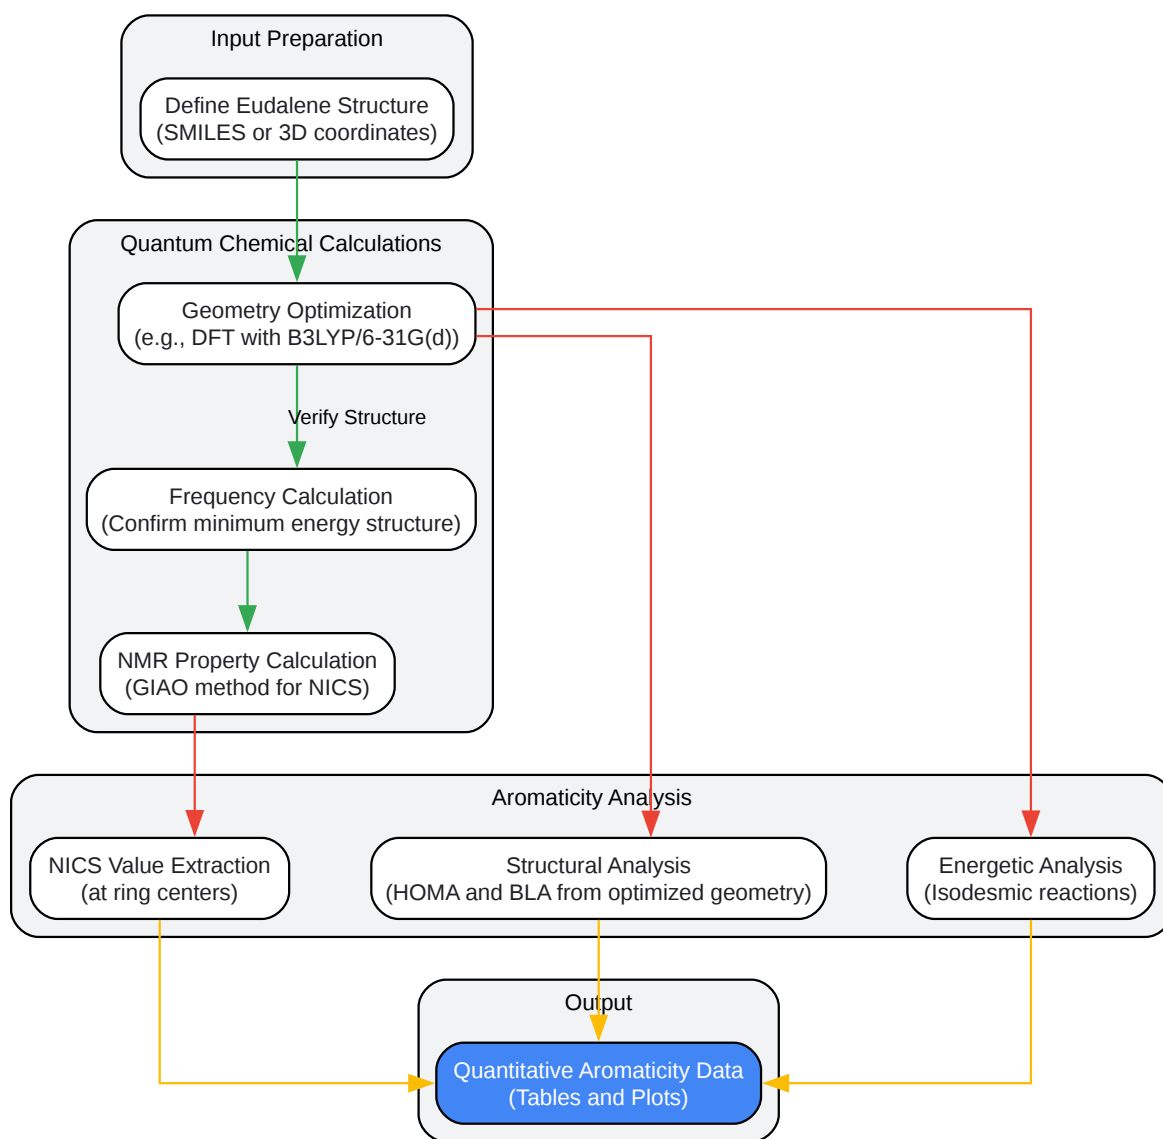 Input Preparation
Define Eudalene Structure
(SMILES or 3D coordinates)
Quantum Chemical Calculations
Geometry Optimization
(e.g., DFT with B3LYP/6-31G(d))
Verify Structure
Frequency Calculation
(Confirm minimum energy structure)
NMR Property Calculation
(GIAO method for NICS)
Aromaticity Analysis
NICS Value Extraction
(at ring centers)
Structural Analysis
(HOMA and BLA from optimized geometry)
Energetic Analysis
(Isodesmic reactions)
Output
Quantitative Aromaticity Data
(Tables and Plots)